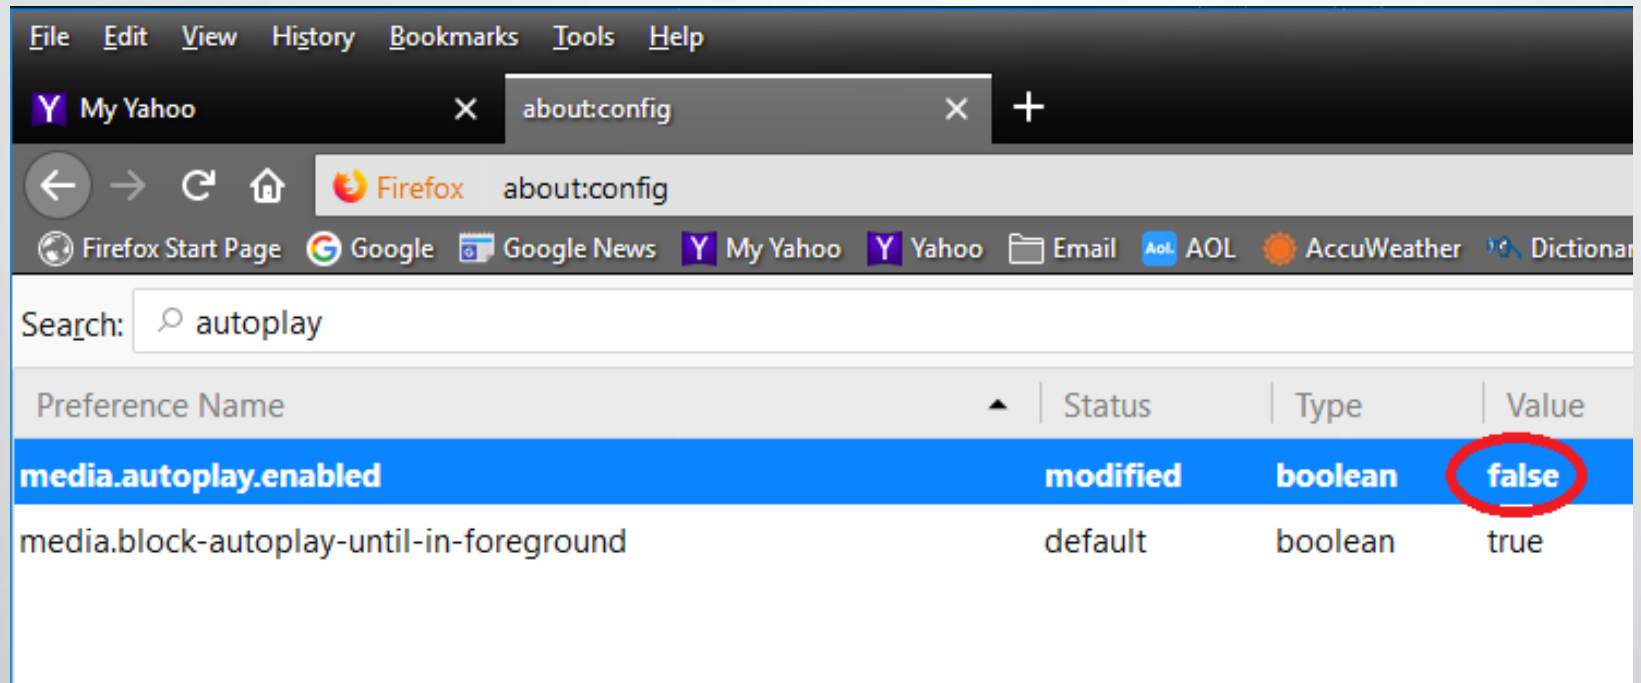 File Edit View History Bookmarks Tools Help
Y My Yahoo about:config
Firefox about:config
Firefox Start Page G Google Google News Y My Yahoo Y Yahoo Email Aol. AOL AccuWeather Dictionar
Search: autoplay
Preference Name Status Type Value
media.autoplay.enabled modified boolean false
media.block-autoplay-until-in-foreground default boolean true